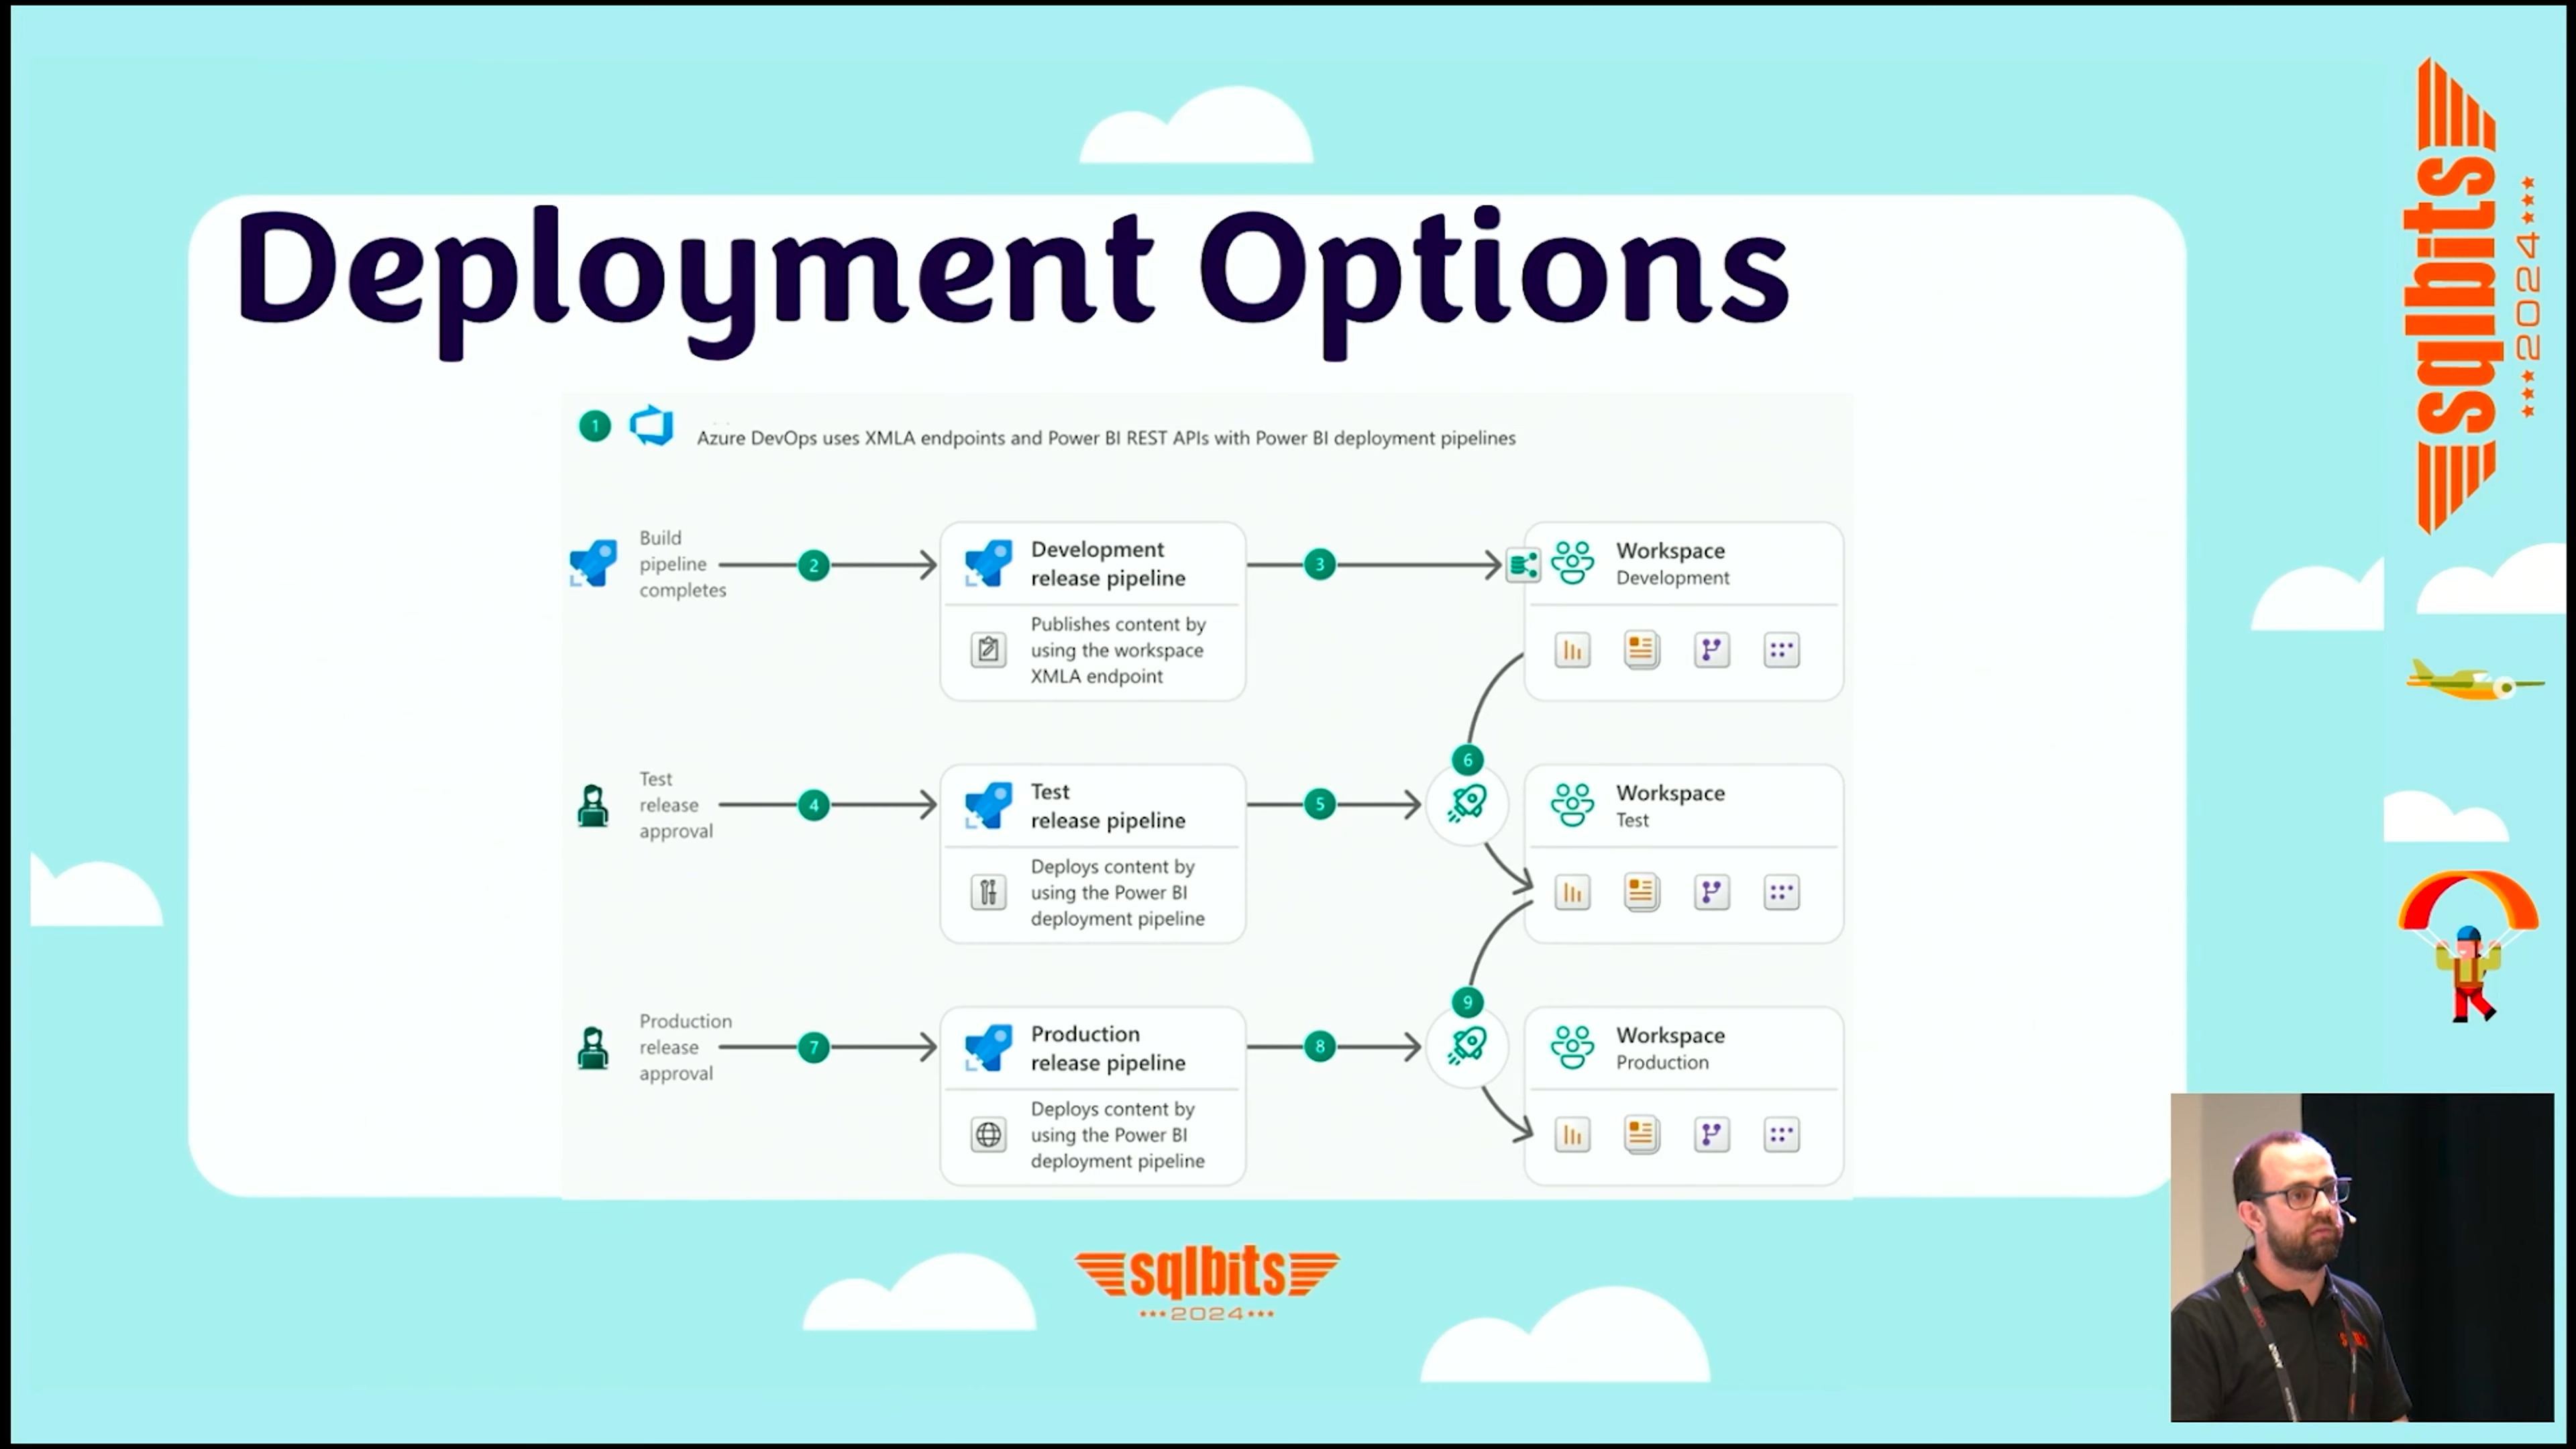 Deployment Options
1
Azure DevOps uses XMLA endpoints and Power BI REST APIs with Power BI deployment pipelines
Build
pipeline
completes
2
Development
release pipeline
Publishes content by
using the workspace
XMLA endpoint
3
Workspace
Development
Test
release
approval
4
Test
release pipeline
Deploys content by
using the Power BI
deployment pipeline
5
6
Workspace
Test
Production
release
approval
7
Production
release pipeline
Deploys content by
using the Power BI
deployment pipeline
8
9
Workspace
Production
sqlbits
2024
sqlbits
2024